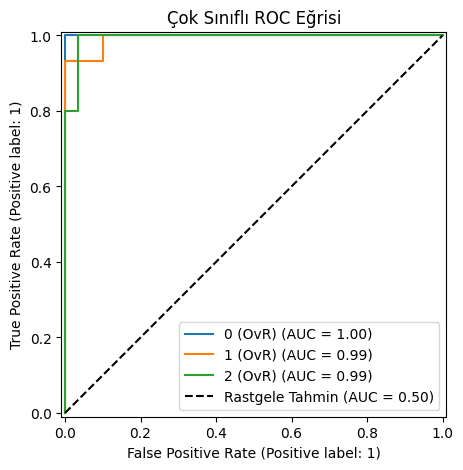 Çok Sınıflı ROC Eğrisi
True Positive Rate (Positive label: 1)
1.0
0.8
0.6
0.4
0.2
0.0
0 (OvR) (AUC = 1.00)
1 (OvR) (AUC = 0.99)
2 (OvR) (AUC = 0.99)
Rastgele Tahmin (AUC = 0.50)
0.0 0.2 0.4 0.6 0.8 1.0
False Positive Rate (Positive label: 1)